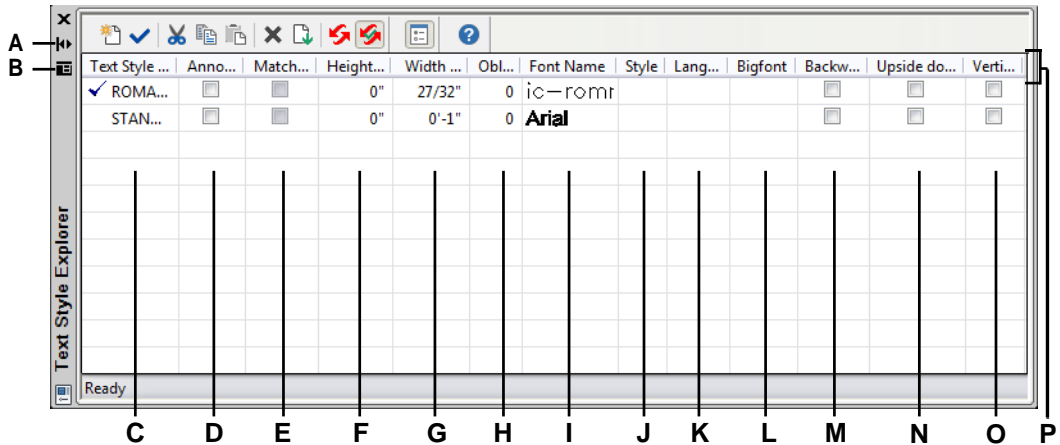 A
B
Text Style ... Anno... Match... Height... Width ... Obl... Font Name Style Lang... Bigfont Backw... Upside do... Verti...
ROMA... 0" 27/32" 0 ic-romr
STAN... 0" 0'-1" 0 Arial
Text Style Explorer
Ready
C D E F G H I J K L M N O P